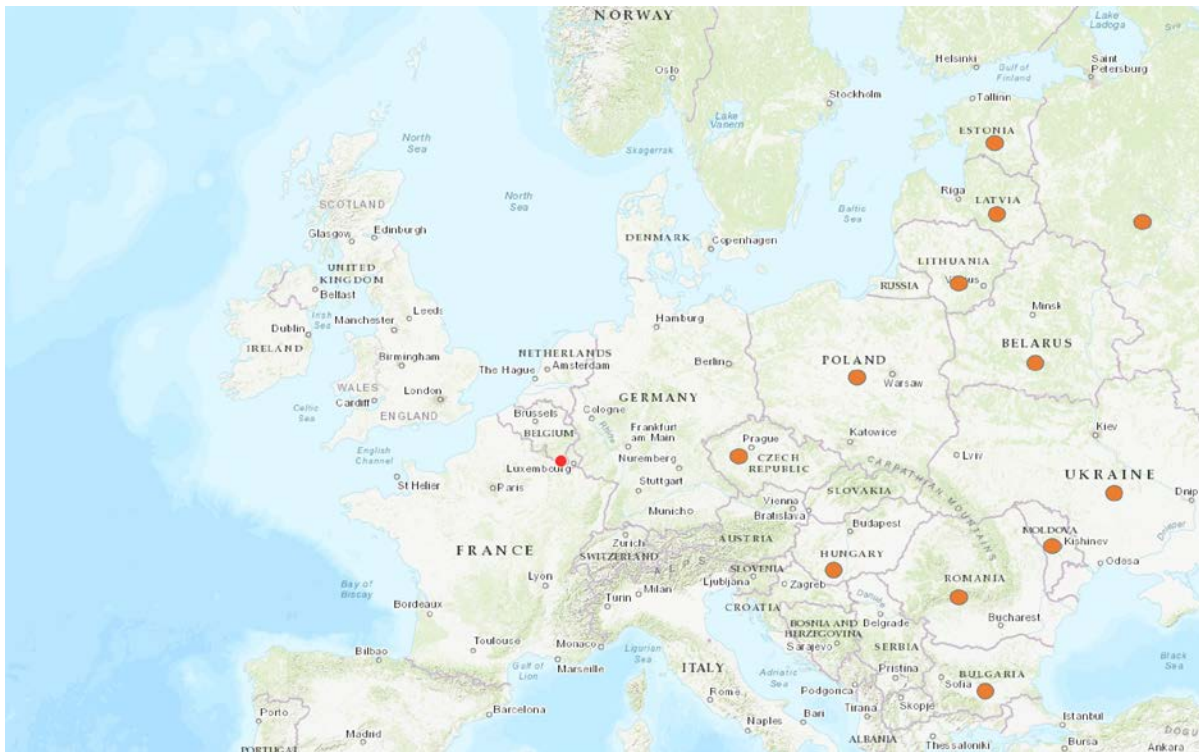 NORWAY
Lake
Ladoga
Helsinki
Gulf of
Finland
Saint
Petersburg
Oslo
Stockholm
Tallinn
Lake
Vanern
ESTONIA
North
Sea
Skagerrak
Riga
LATVIA
North
Sea
SCOTLAND
Baltic
Sea
Glasgow
Edinburgh
DENMARK
Copenhagen
LITHUANIA
UNITED
KINGDOM
Belfast
RUSSIA
Minsk
Irish
Sea
Leeds
Dublin
Manchester
Hamburg
IRELAND
BELARUS
Birmingham
NETHERLANDS
Amsterdam
The Hague
Berlin
POLAND
Warsaw
WALES
Cardiff
London
ENGLAND
GERMANY
Celtic
Sea
Brussels
Cologne
BELGIUM
Rhine
Frankfurt
am Main
Katowice
Kiev
Prague
CZECH
REPUBLIC
Lviv
English
Channel
Luxembourg
Nuremberg
CARPATHIAN MOUNTAINS
UKRAINE
St Helier
Paris
Stuttgart
SLOVAKIA
Dnip
Vienna
Bratislava
Munich
Budapest
MOLDOVA
Kishinev
Zurich
AUSTRIA
FRANCE
SWITZERLAND
HUNGARY
Odosa
ALPS
SLOVENIA
Ljubljana
Zagreb
ROMANIA
Lyon
Milan
Bay of
Biscay
Turin
CROATIA
Danube
Belgrade
Bucharest
Bordeaux
BOSNIA AND
HERZEGOVINA
Sarajevo
SERBIA
Toulouse
Monaco
Bilbao
Gulf of
Lion
Marseille
Ligurian
Sea
ITALY
Adriatic
Sea
Pristina
BULGARIA
Sofia
Black
Sea
Podgorica
Rome
Skopje
Porto
Barcelona
Naples
Bari
Tirana
Istanbul
Madrid
ALBANIA
Thessaloniki
Bursa
Ankara
PORTUGAL